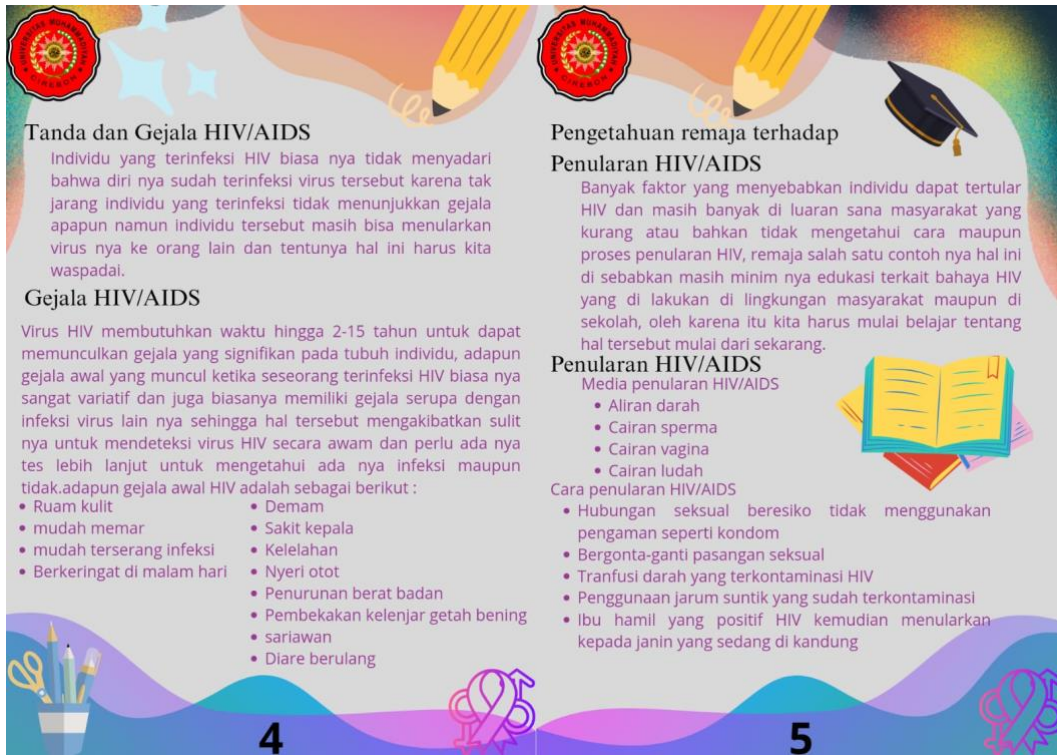 UNIVERSITAS MUHAMMADIYAH
CIREBON
Tanda dan Gejala HIV/AIDS
Individu yang terinfeksi HIV biasa nya tidak menyadari
bahwa diri nya sudah terinfeksi virus tersebut karena tak
jarang individu yang terinfeksi tidak menunjukkan gejala
apapun namun individu tersebut masih bisa menularkan
virus nya ke orang lain dan tentunya hal ini harus kita
waspadai.
Gejala HIV/AIDS
Virus HIV membutuhkan waktu hingga 2-15 tahun untuk dapat
memunculkan gejala yang signifikan pada tubuh individu, adapun
gejala awal yang muncul ketika seseorang terinfeksi HIV biasa nya
sangat variatif dan juga biasanya memiliki gejala serupa dengan
infeksi virus lain nya sehingga hal tersebut mengakibatkan sulit
nya untuk mendeteksi virus HIV secara awam dan perlu ada nya
tes lebih lanjut untuk mengetahui ada nya infeksi maupun
tidak.adapun gejala awal HIV adalah sebagai berikut :
• Ruam kulit
• mudah memar
• mudah terserang infeksi
• Berkeringat di malam hari
• Demam
• Sakit kepala
• Kelelahan
• Nyeri otot
• Penurunan berat badan
• Pembekakan kelenjar getah bening
• sariawan
• Diare berulang
4
UNIVERSITAS MUHAMMADIYAH
CIREBON
Pengetahuan remaja terhadap
Penularan HIV/AIDS
Banyak faktor yang menyebabkan individu dapat tertular
HIV dan masih banyak di luaran sana masyarakat yang
kurang atau bahkan tidak mengetahui cara maupun
proses penularan HIV, remaja salah satu contoh nya hal ini
di sebabkan masih minim nya edukasi terkait bahaya HIV
yang di lakukan di lingkungan masyarakat maupun di
sekolah, oleh karena itu kita harus mulai belajar tentang
hal tersebut mulai dari sekarang.
Penularan HIV/AIDS
Media penularan HIV/AIDS
• Aliran darah
• Cairan sperma
• Cairan vagina
• Cairan ludah
Cara penularan HIV/AIDS
• Hubungan seksual beresiko tidak menggunakan
pengaman seperti kondom
• Bergonta-ganti pasangan seksual
• Tranfusi darah yang terkontaminasi HIV
• Penggunaan jarum suntik yang sudah terkontaminasi
• Ibu hamil yang positif HIV kemudian menularkan
kepada janin yang sedang di kandung
5